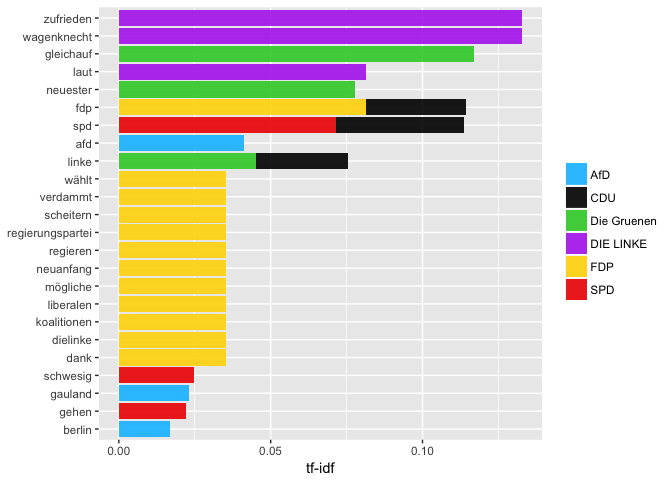 zufrieden
wagenknecht
gleichauf
laut
neuester
fdp
spd
afd
linke
wählt
verdammt
scheitern
regierungspartei
regieren
neuanfang
mögliche
liberalen
koalitionen
dielinke
dank
schwesig
gauland
gehen
berlin
0.00 0.05 0.10
tf-idf
AfD
CDU
Die Gruenen
DIE LINKE
FDP
SPD